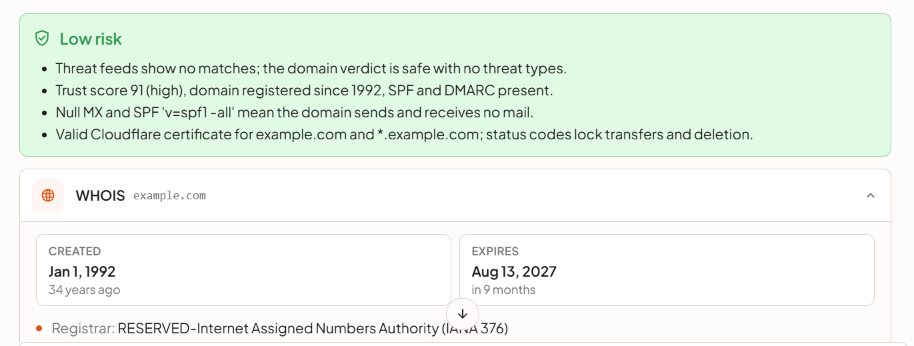 Low risk
Threat feeds show no matches; the domain verdict is safe with no threat types.
Trust score 91 (high), domain registered since 1992, SPF and DMARC present.
Null MX and SPF 'v=spf1 -all' mean the domain sends and receives no mail.
Valid Cloudflare certificate for example.com and *.example.com; status codes lock transfers and deletion.
WHOIS example.com
CREATED
Jan 1, 1992
34 years ago
EXPIRES
Aug 13, 2027
in 9 months
Registrar: RESERVED-Internet Assigned Numbers Authority (IANA 376)